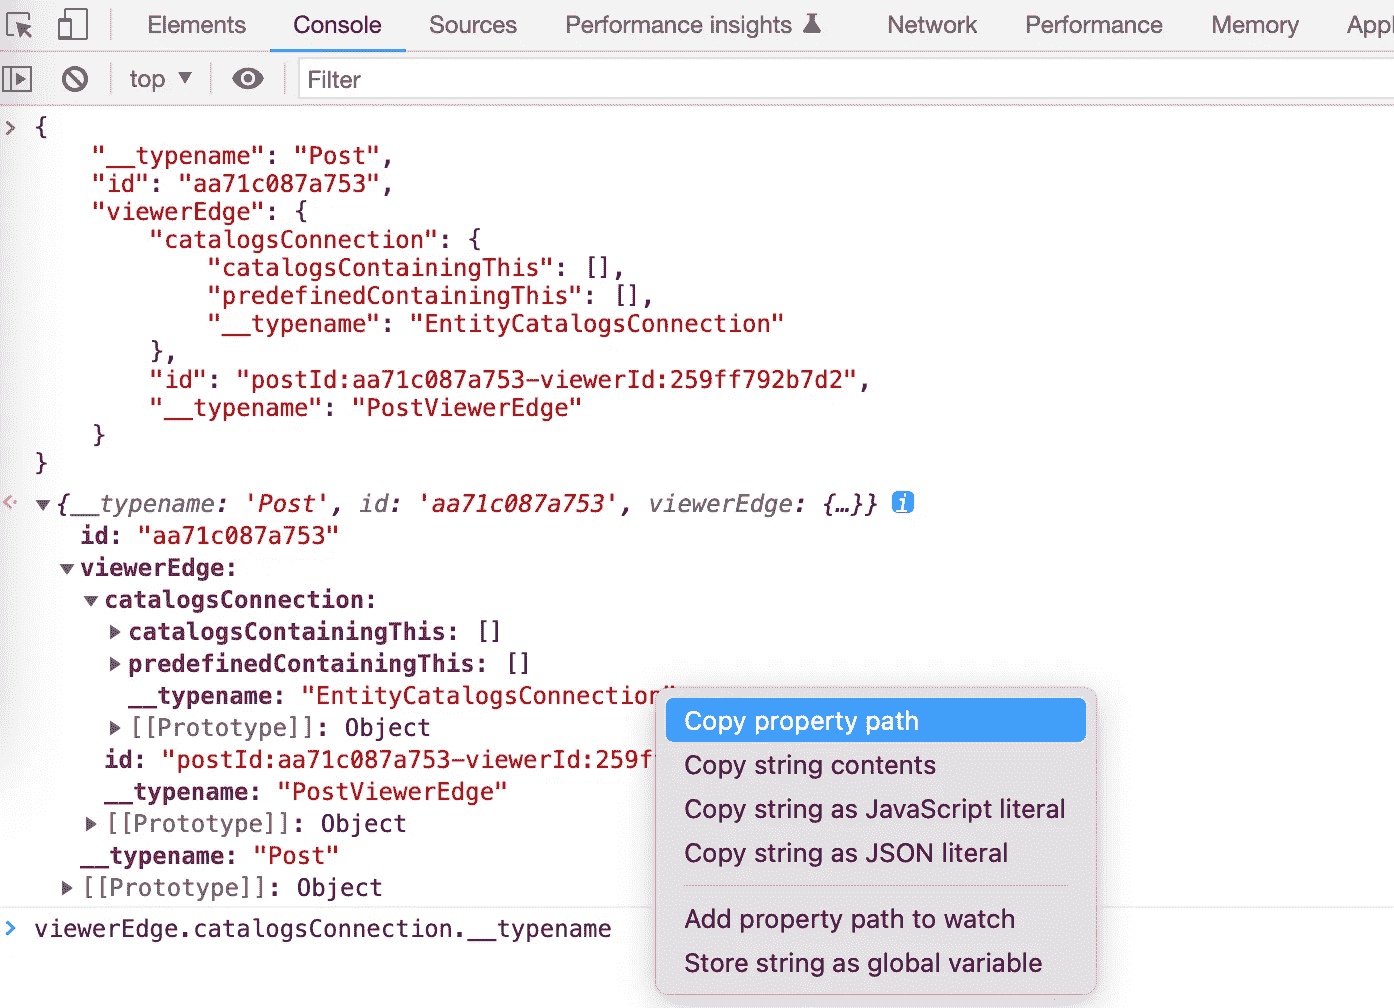 Elements Console Sources Performance insights Network Performance Memory Appl
top Filter
{
"__typename": "Post",
"id": "aa71c087a753",
"viewerEdge": {
"catalogsConnection": {
"catalogsContainingThis": [],
"predefinedContainingThis": [],
"__typename": "EntityCatalogsConnection"
},
"id": "postId:aa71c087a753-viewerId:259ff792b7d2",
"__typename": "PostViewerEdge"
}
}
{__typename: 'Post', id: 'aa71c087a753', viewerEdge: {…}} i
id: "aa71c087a753"
viewerEdge:
catalogsConnection:
catalogsContainingThis: []
predefinedContainingThis: []
__typename: "EntityCatalogsConnection"
[[Prototype]]: Object
id: "postId:aa71c087a753-viewerId:259f
__typename: "PostViewerEdge"
[[Prototype]]: Object
__typename: "Post"
[[Prototype]]: Object
viewerEdge.catalogsConnection.__typename
Copy property path
Copy string contents
Copy string as JavaScript literal
Copy string as JSON literal
Add property path to watch
Store string as global variable